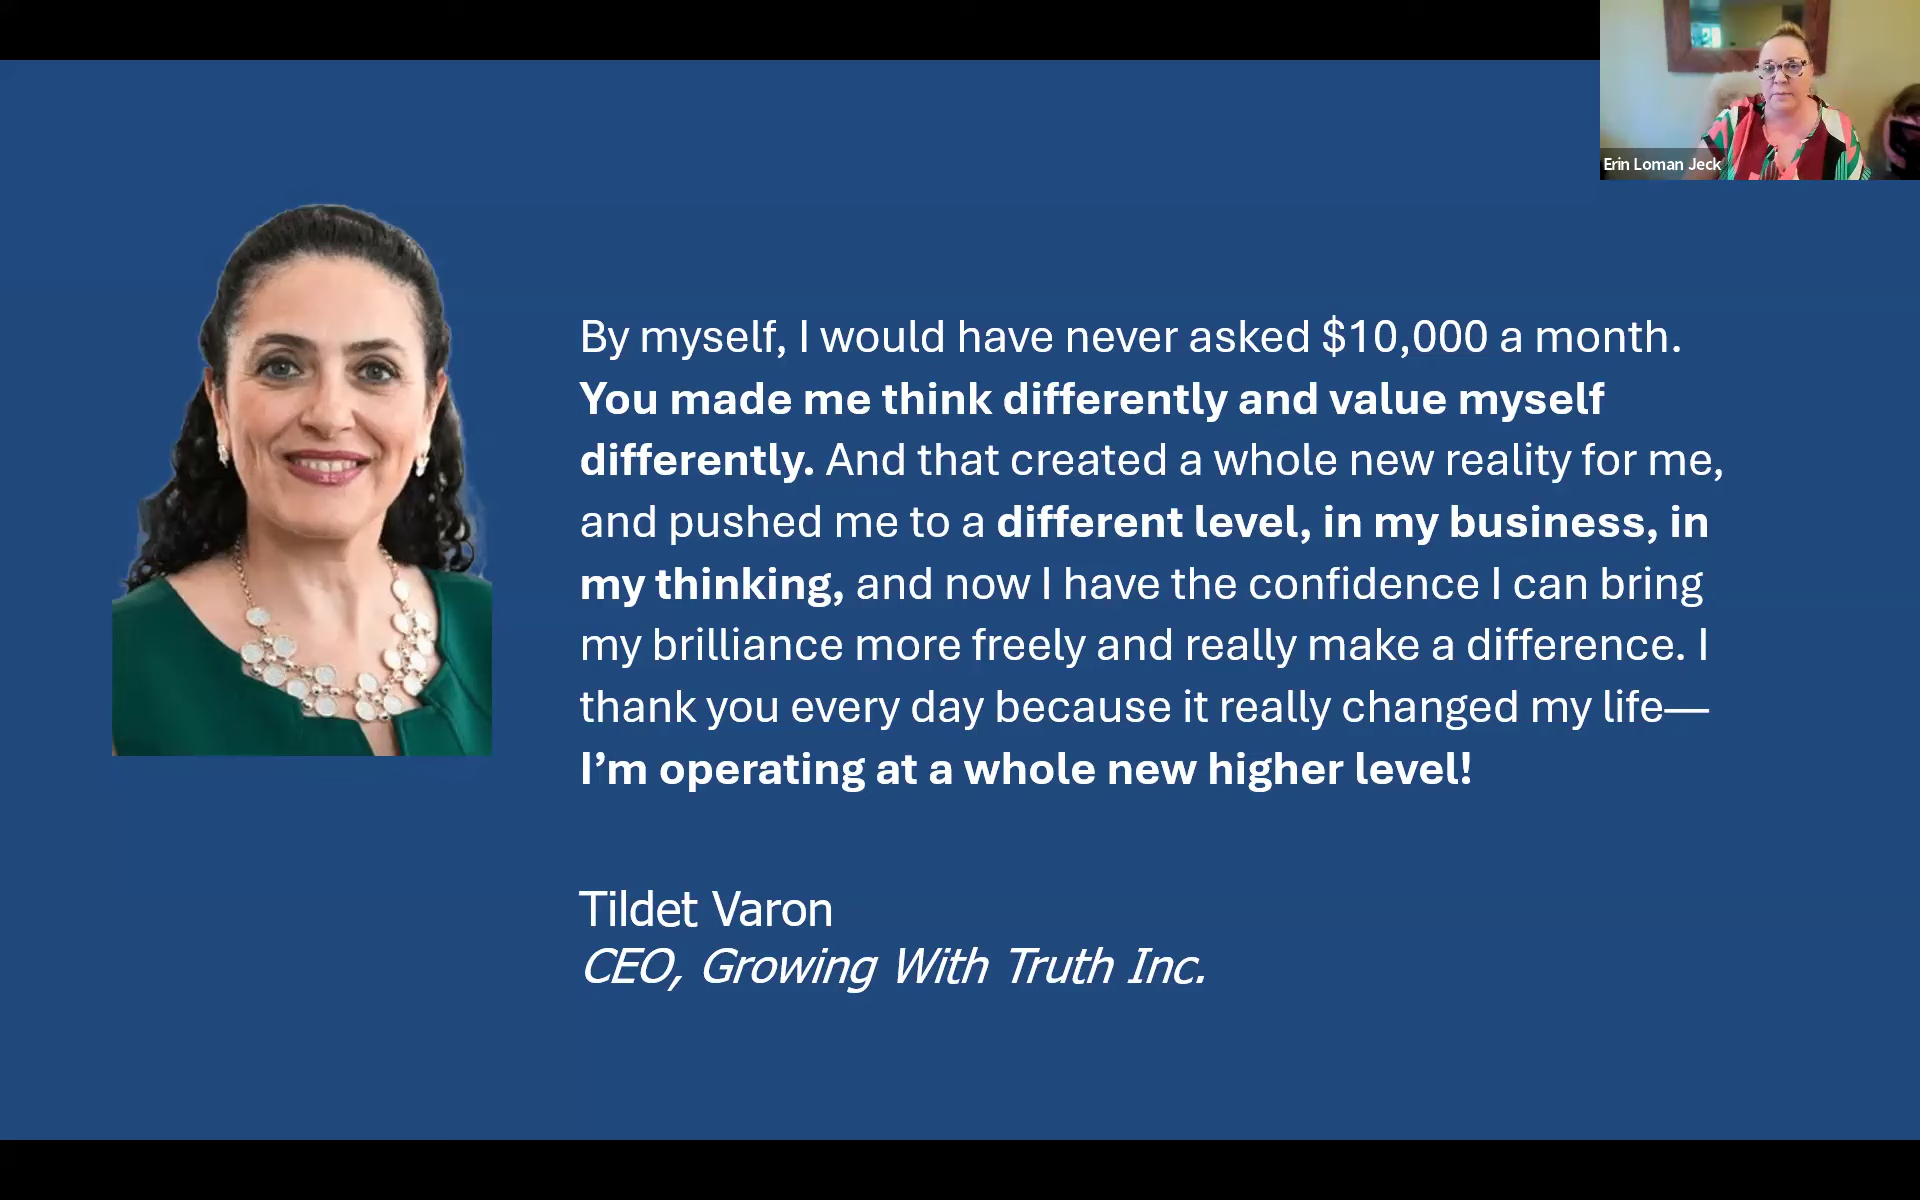 Erin Loman Jeck
By myself, I would have never asked $10,000 a month.
You made me think differently and value myself
differently. And that created a whole new reality for me,
and pushed me to a different level, in my business, in
my thinking, and now I have the confidence I can bring
my brilliance more freely and really make a difference. I
thank you every day because it really changed my life—
I’m operating at a whole new higher level!
Tildet Varon
CEO, Growing With Truth Inc.